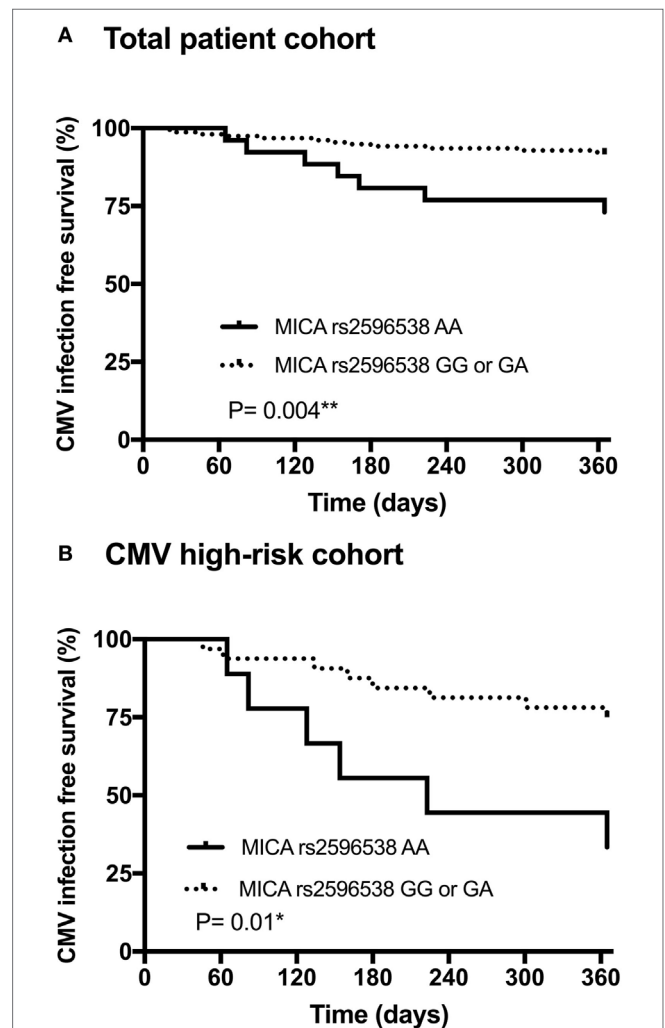 A Total patient cohort
CMV infection free survival (%)
100
75
50
25
0
MICA rs2596538 AA
MICA rs2596538 GG or GA
P= 0.004**
0 60 120 180 240 300 360
Time (days)
B CMV high-risk cohort
CMV infection free survival (%)
100
75
50
25
0
MICA rs2596538 AA
MICA rs2596538 GG or GA
P= 0.01*
0 60 120 180 240 300 360
Time (days)